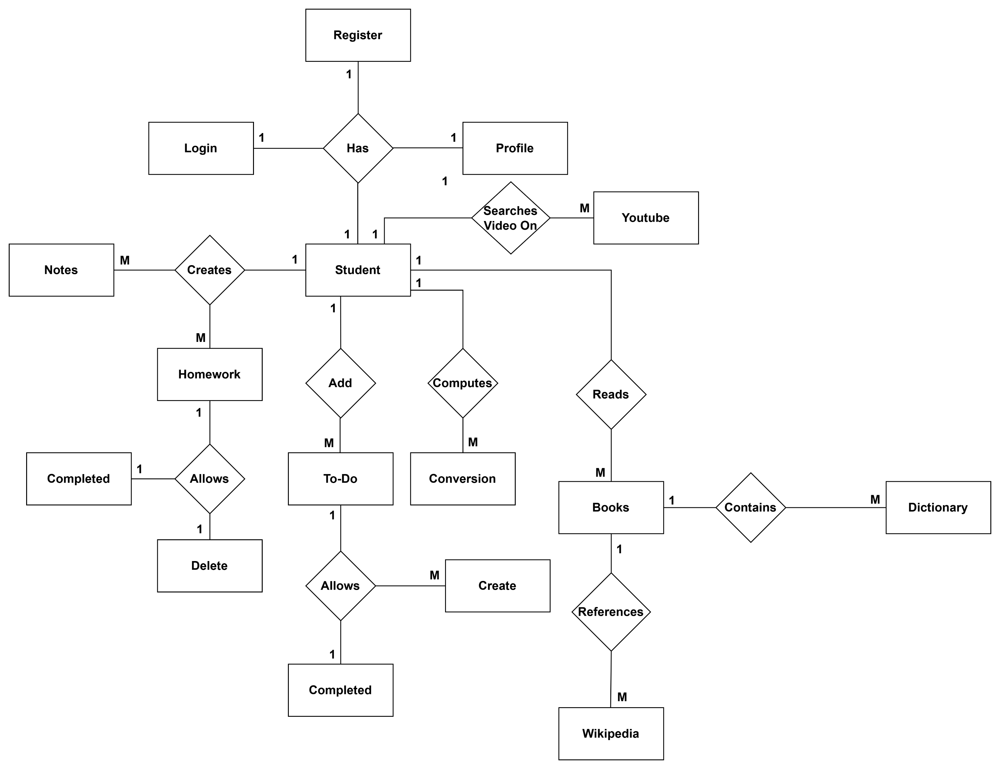 Register
1
Login
1
Has
1
Profile
1
Searches
Video On
M
Youtube
1
1
Notes
M
Creates
1
Student
1
1
1
M
Homework
Add
Computes
Reads
1
M
M
Completed
1
Allows
To-Do
Conversion
M
Books
1
Contains
M
Dictionary
1
1
1
Delete
Allows
M
Create
References
1
Completed
M
Wikipedia